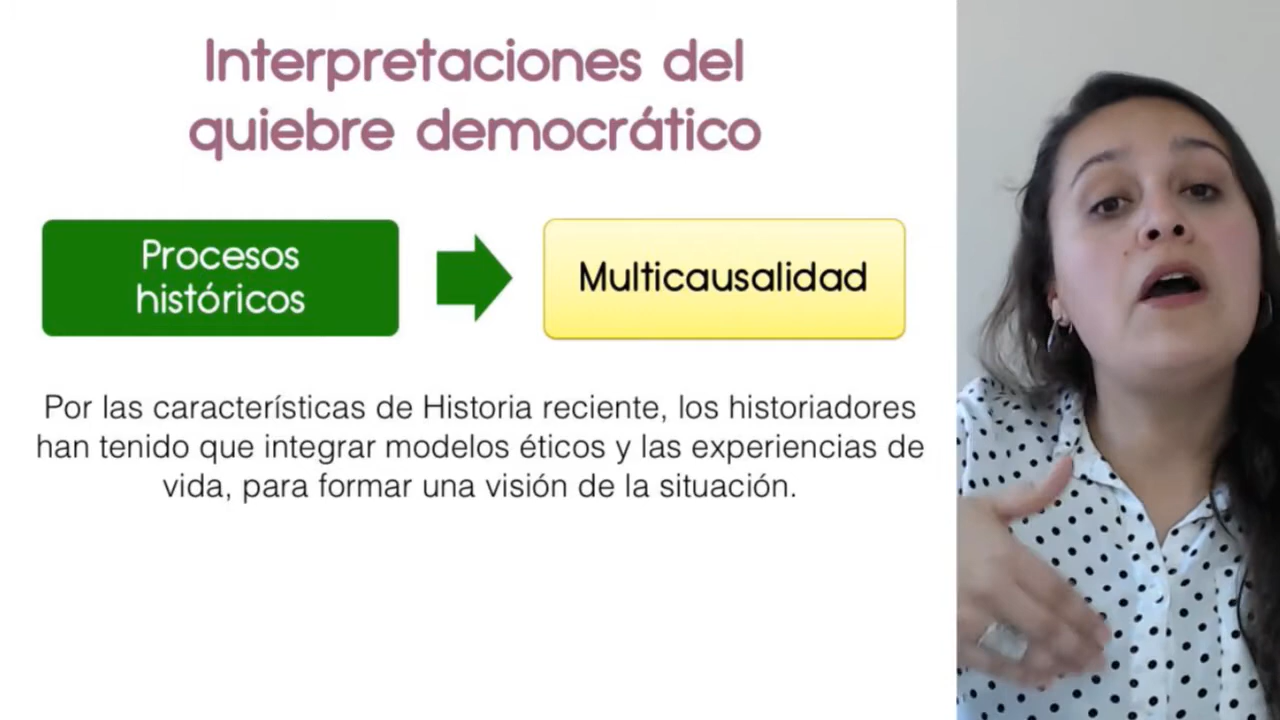 Interpretaciones del
quiebre democrático
Procesos
históricos
Multicausalidad
Por las características de Historia reciente, los historiadores
han tenido que integrar modelos éticos y las experiencias de
vida, para formar una visión de la situación.